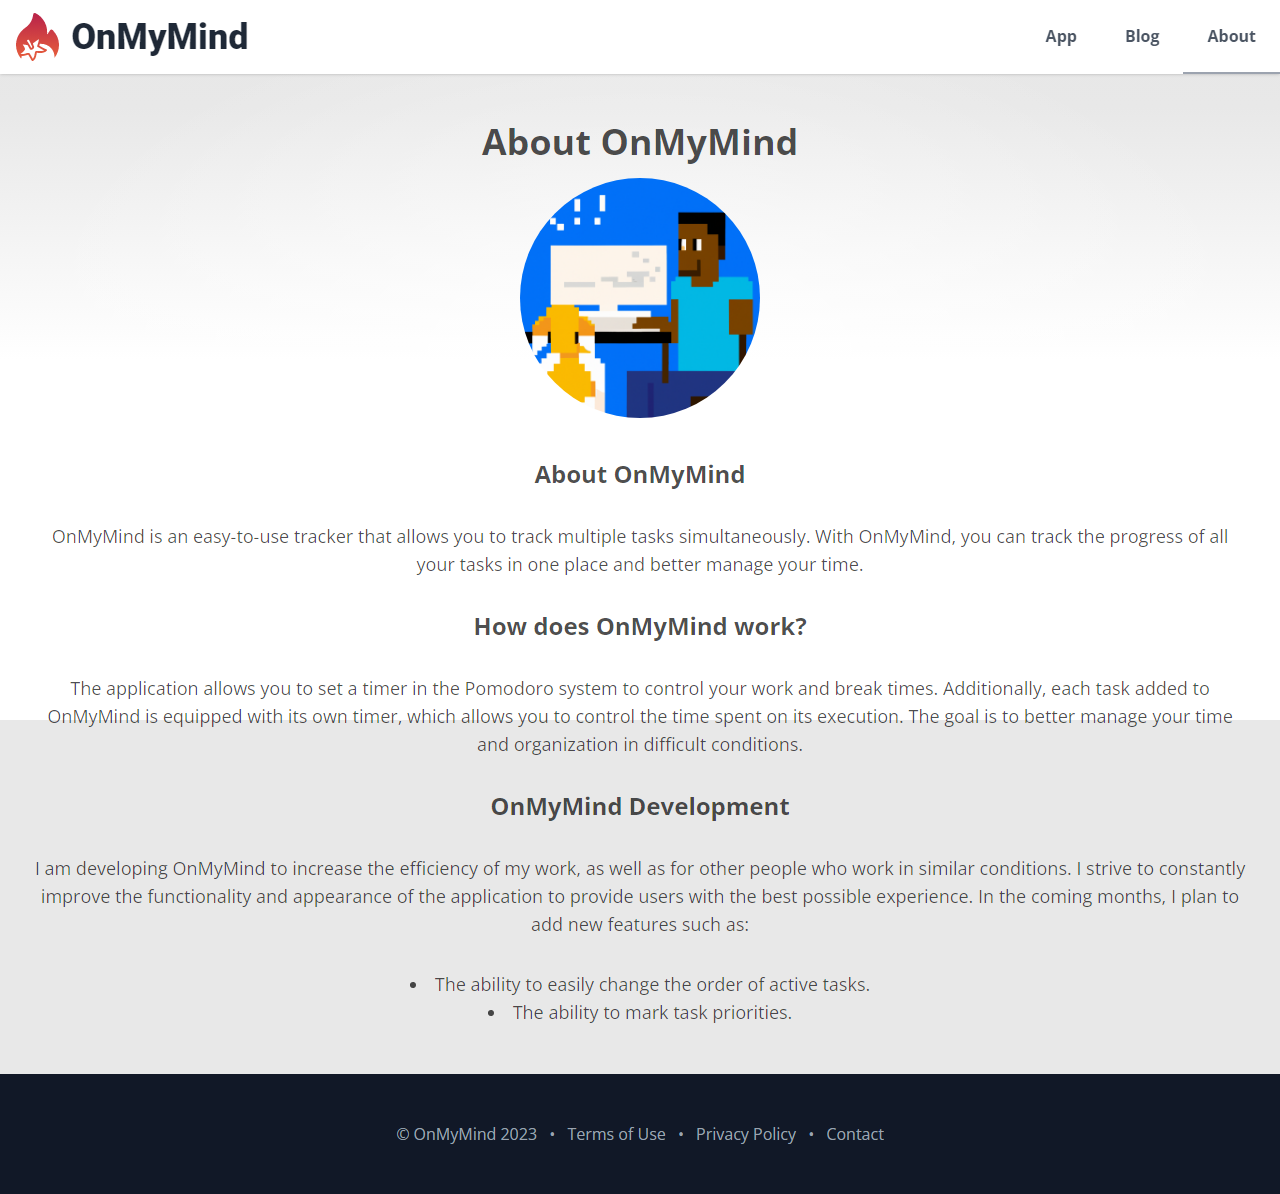 OnMyMind
App
Blog
About
About OnMyMind
About OnMyMind
OnMyMind is an easy-to-use tracker that allows you to track multiple tasks simultaneously. With OnMyMind, you can track the progress of all
your tasks in one place and better manage your time.
How does OnMyMind work?
The application allows you to set a timer in the Pomodoro system to control your work and break times. Additionally, each task added to
OnMyMind is equipped with its own timer, which allows you to control the time spent on its execution. The goal is to better manage your time
and organization in difficult conditions.
OnMyMind Development
I am developing OnMyMind to increase the efficiency of my work, as well as for other people who work in similar conditions. I strive to constantly
improve the functionality and appearance of the application to provide users with the best possible experience. In the coming months, I plan to
add new features such as:
• The ability to easily change the order of active tasks.
• The ability to mark task priorities.
© OnMyMind 2023 • Terms of Use • Privacy Policy • Contact